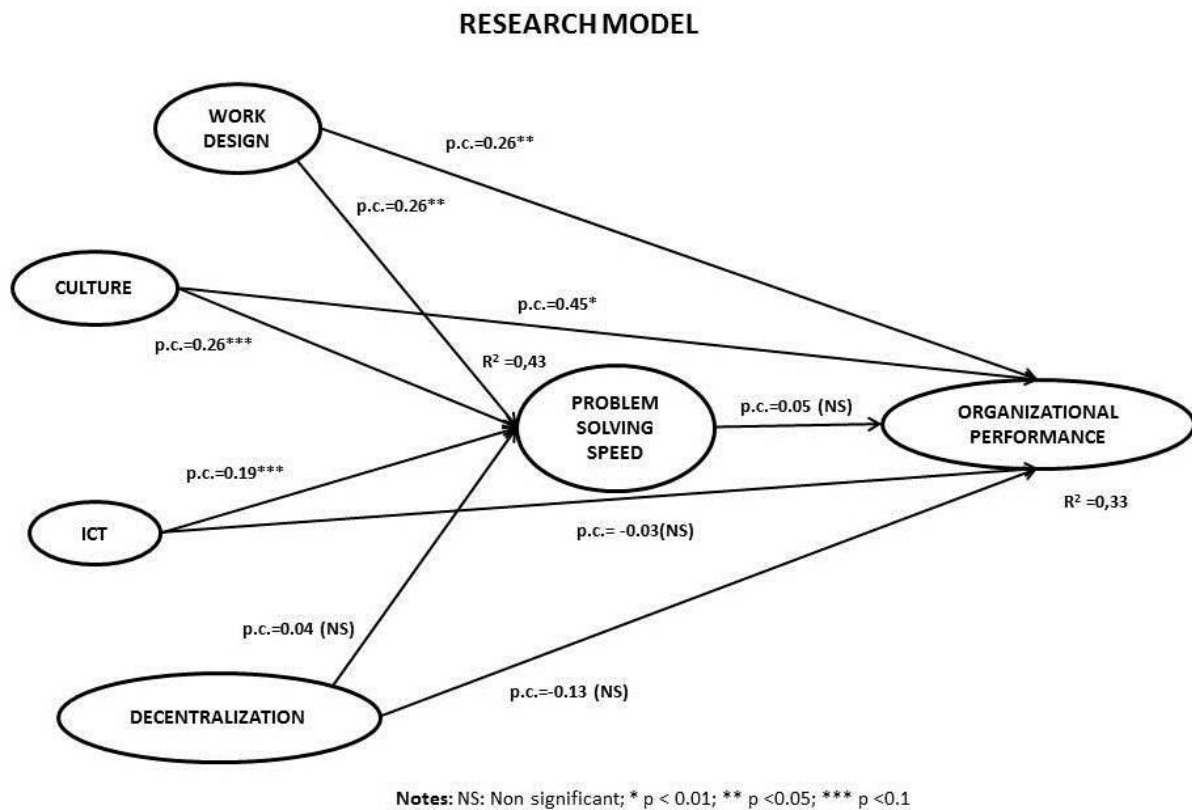 RESEARCH MODEL
WORK
DESIGN
p.c.=0.26**
p.c.=0.26**
CULTURE
p.c.=0.45*
p.c.=0.26***
R² =0,43
PROBLEM
SOLVING
SPEED
p.c.=0.05 (NS)
ORGANIZATIONAL
PERFORMANCE
p.c.=0.19***
R² =0,33
ICT
p.c.= -0.03(NS)
p.c.=0.04 (NS)
p.c.=-0.13 (NS)
DECENTRALIZATION
Notes: NS: Non significant; * p < 0.01; ** p <0.05; *** p <0.1